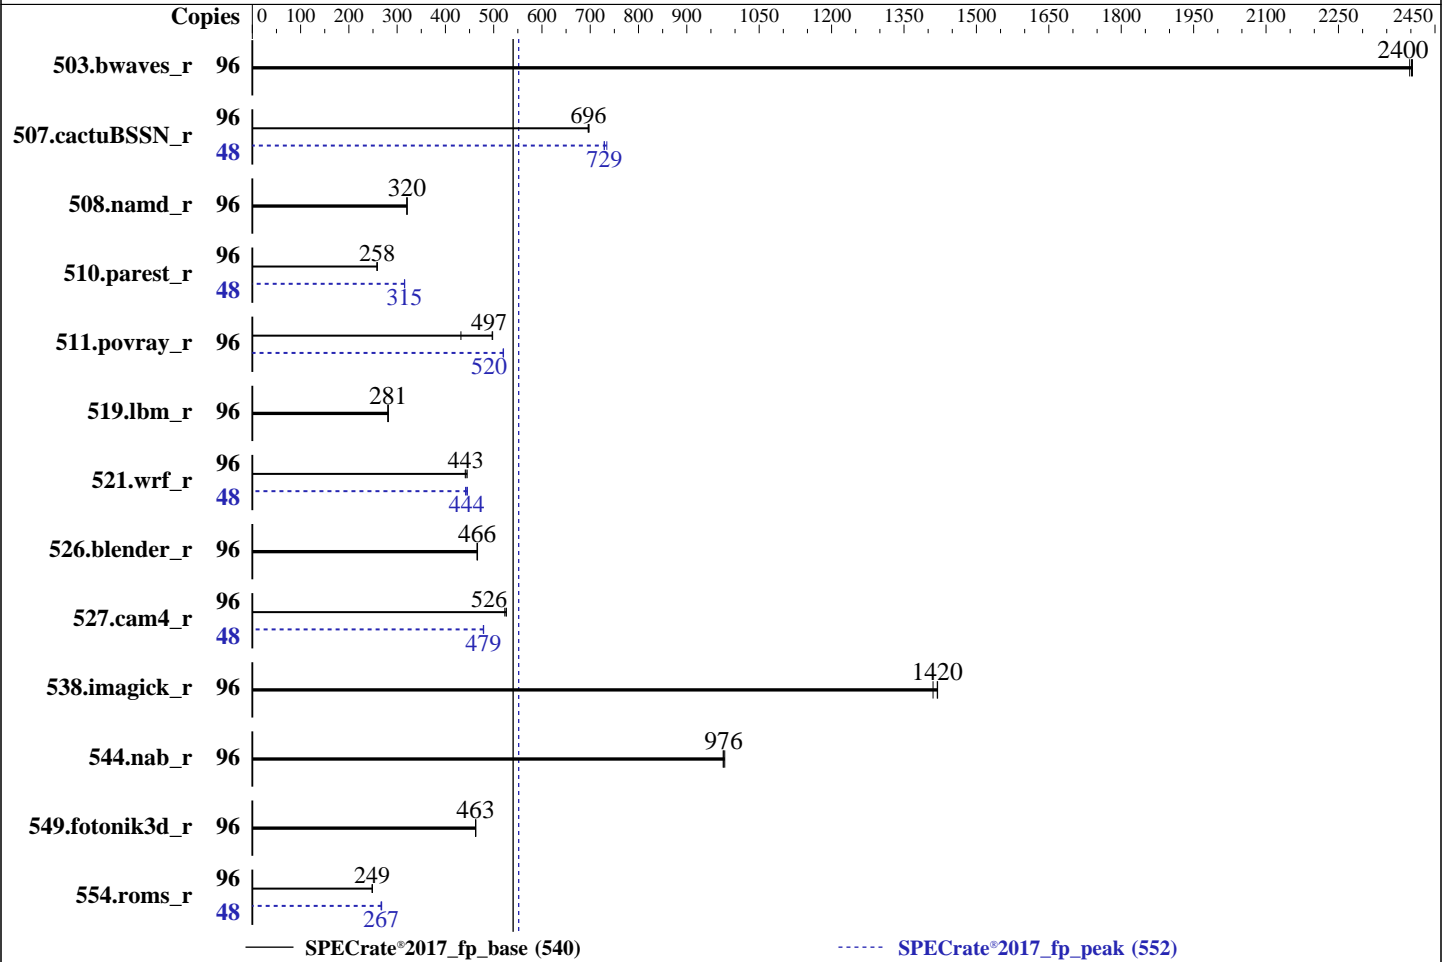 Copies 0 100 200 300 400 500 600 700 800 900 1050 1200 1350 1500 1650 1800 1950 2100 2250 2450
503.bwaves_r 96 2400
507.cactuBSSN_r 96 696
48 729
508.namd_r 96 320
510.parest_r 96 258
48 315
511.povray_r 96 497
520
519.lbm_r 96 281
521.wrf_r 96 443
48 444
526.blender_r 96 466
527.cam4_r 96 526
48 479
538.imagick_r 96 1420
544.nab_r 96 976
549.fotonik3d_r 96 463
554.roms_r 96 249
48 267
SPECrate®2017_fp_base (540) SPECrate®2017_fp_peak (552)